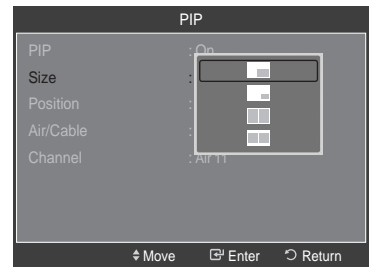 PIP
PIP : On
Size :
Position :
Air/Cable :
Channel : Air 11
Move Enter Return